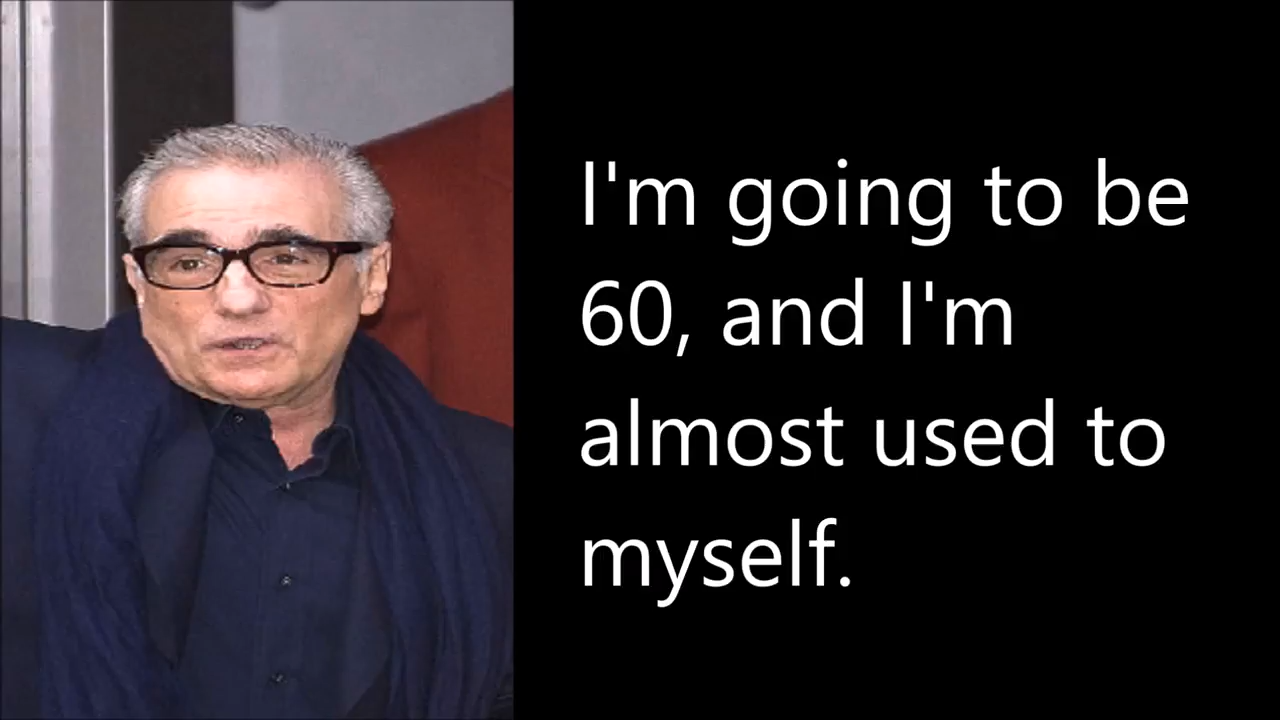 I'm going to be
60, and I'm
almost used to
myself.